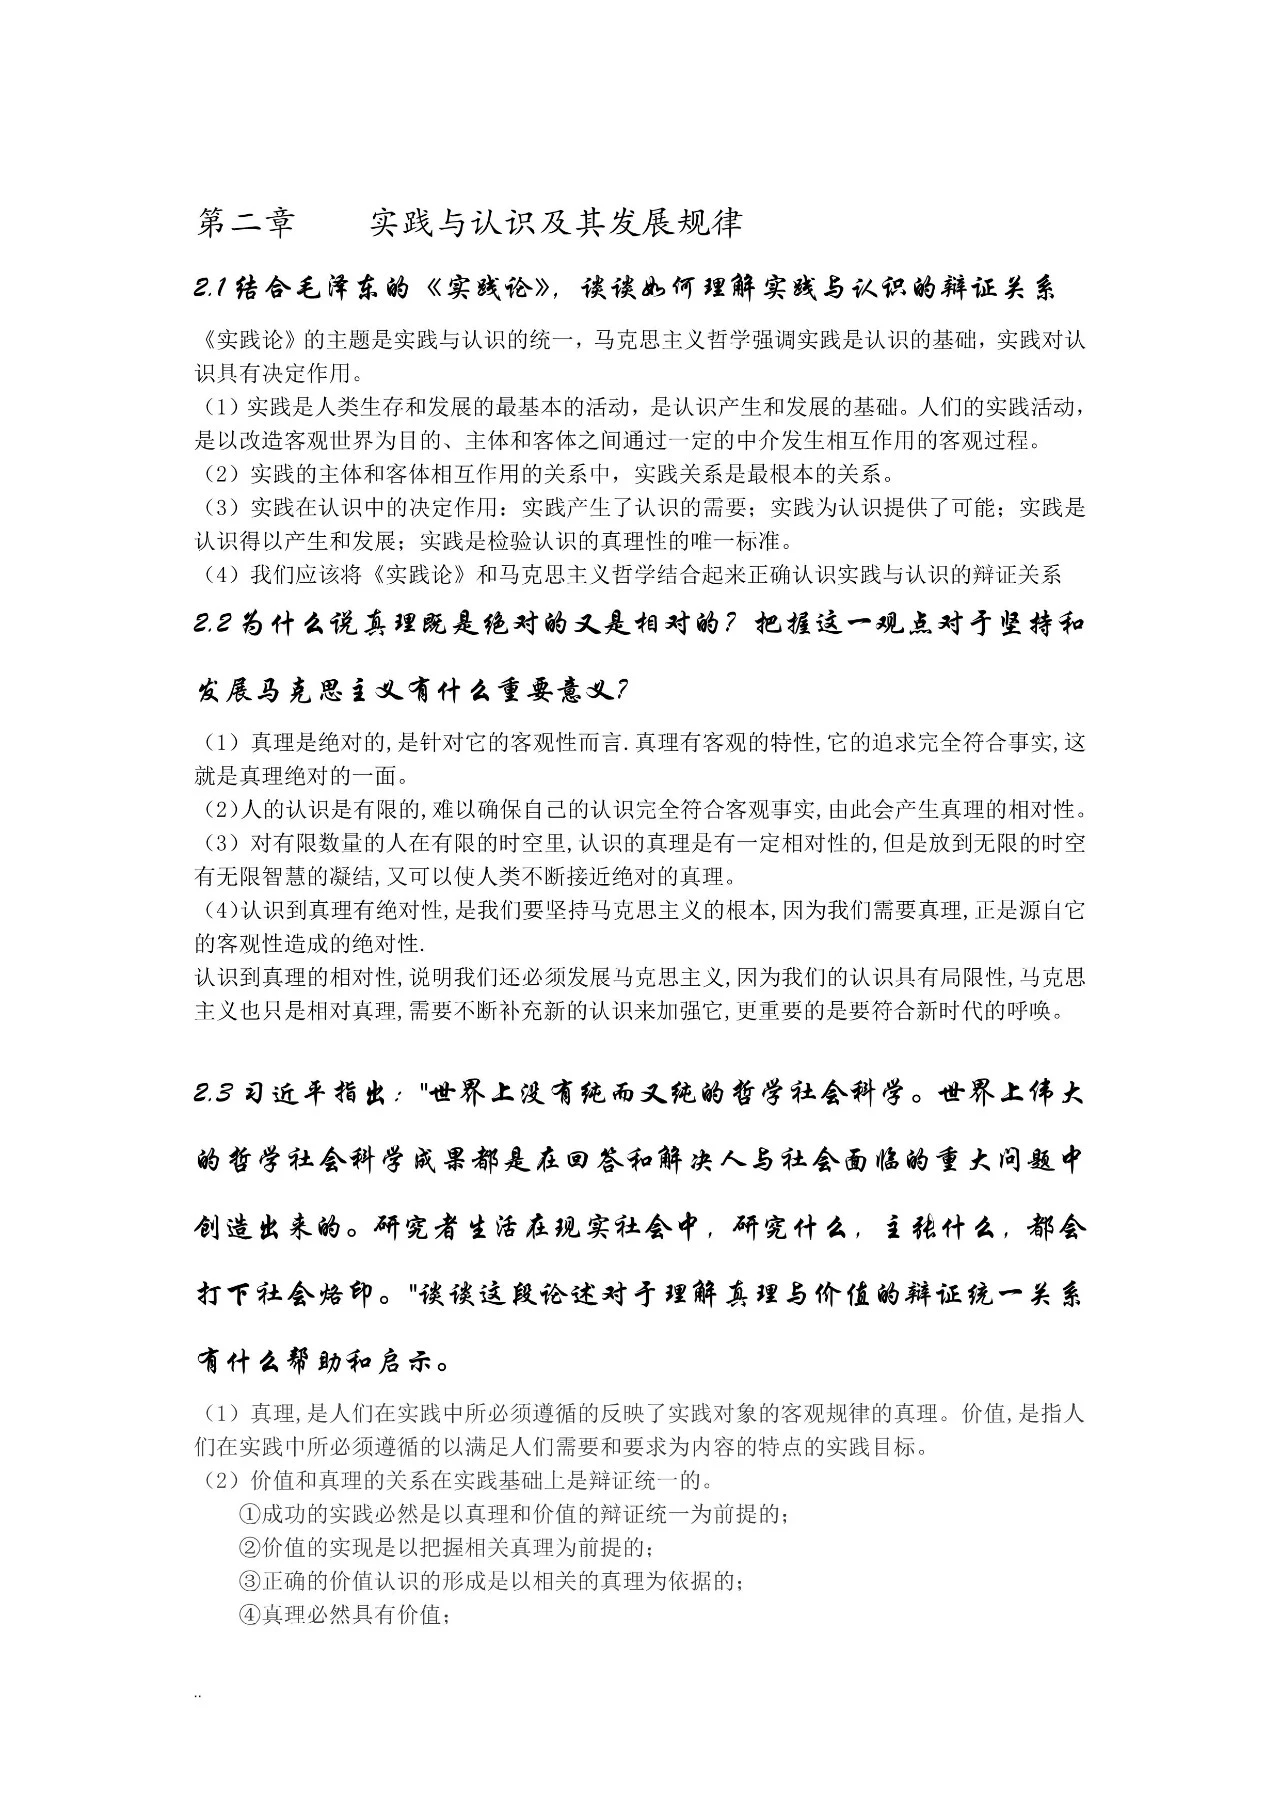 第二章　　实践与认识及其发展规律
2.1 结合毛泽东的《实践论》，谈谈如何理解实践与认识的辩证关系
《实践论》的主题是实践与认识的统一，马克思主义哲学强调实践是认识的基础，实践对认
识具有决定作用。
（1）实践是人类生存和发展的最基本的活动，是认识产生和发展的基础。人们的实践活动，
是以改造客观世界为目的、主体和客体之间通过一定的中介发生相互作用的客观过程。
（2）实践的主体和客体相互作用的关系中，实践关系是最根本的关系。
（3）实践在认识中的决定作用：实践产生了认识的需要；实践为认识提供了可能；实践是
认识得以产生和发展；实践是检验认识的真理性的唯一标准。
（4）我们应该将《实践论》和马克思主义哲学结合起来正确认识实践与认识的辩证关系
2.2 为什么说真理既是绝对的又是相对的？把握这一观点对于坚持和
发展马克思主义有什么重要意义？
（1）真理是绝对的,是针对它的客观性而言.真理有客观的特性,它的追求完全符合事实,这
就是真理绝对的一面。
（2)人的认识是有限的,难以确保自己的认识完全符合客观事实,由此会产生真理的相对性。
（3）对有限数量的人在有限的时空里,认识的真理是有一定相对性的,但是放到无限的时空
有无限智慧的凝结,又可以使人类不断接近绝对的真理。
（4)认识到真理有绝对性,是我们要坚持马克思主义的根本,因为我们需要真理,正是源自它
的客观性造成的绝对性.
认识到真理的相对性,说明我们还必须发展马克思主义,因为我们的认识具有局限性,马克思
主义也只是相对真理,需要不断补充新的认识来加强它,更重要的是要符合新时代的呼唤。
2.3 习近平指出："世界上没有纯而又纯的哲学社会科学。世界上伟大
的哲学社会科学成果都是在回答和解决人与社会面临的重大问题中
创造出来的。研究者生活在现实社会中，研究什么，主张什么，都会
打下社会烙印。"谈谈这段论述对于理解真理与价值的辩证统一关系
有什么帮助和启示。
（1）真理,是人们在实践中所必须遵循的反映了实践对象的客观规律的真理。价值,是指人
们在实践中所必须遵循的以满足人们需要和要求为内容的特点的实践目标。
（2）价值和真理的关系在实践基础上是辩证统一的。
①成功的实践必然是以真理和价值的辩证统一为前提的；
②价值的实现是以把握相关真理为前提的；
③正确的价值认识的形成是以相关的真理为依据的；
④真理必然具有价值；
..